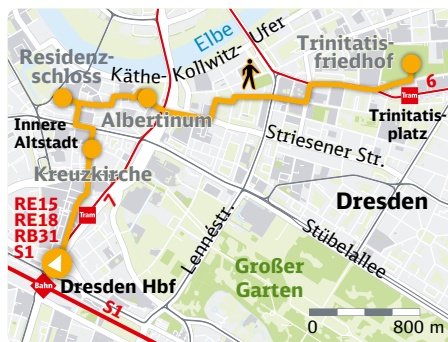 Elbe
Residenz-
schloss
Käthe-Kollwitz-Ufer
Trinitatis-
friedhof
6
Tram
Trinitatis-
platz
Albertinum
Innere
Altstadt
Striesener Str.
Kreuzkirche
RE15
RE18
RB31
S1
Tram
7
Lennéstr.
Dresden
Stübelallee
Großer
Garten
Bahn
Dresden Hbf
S1
0 800 m